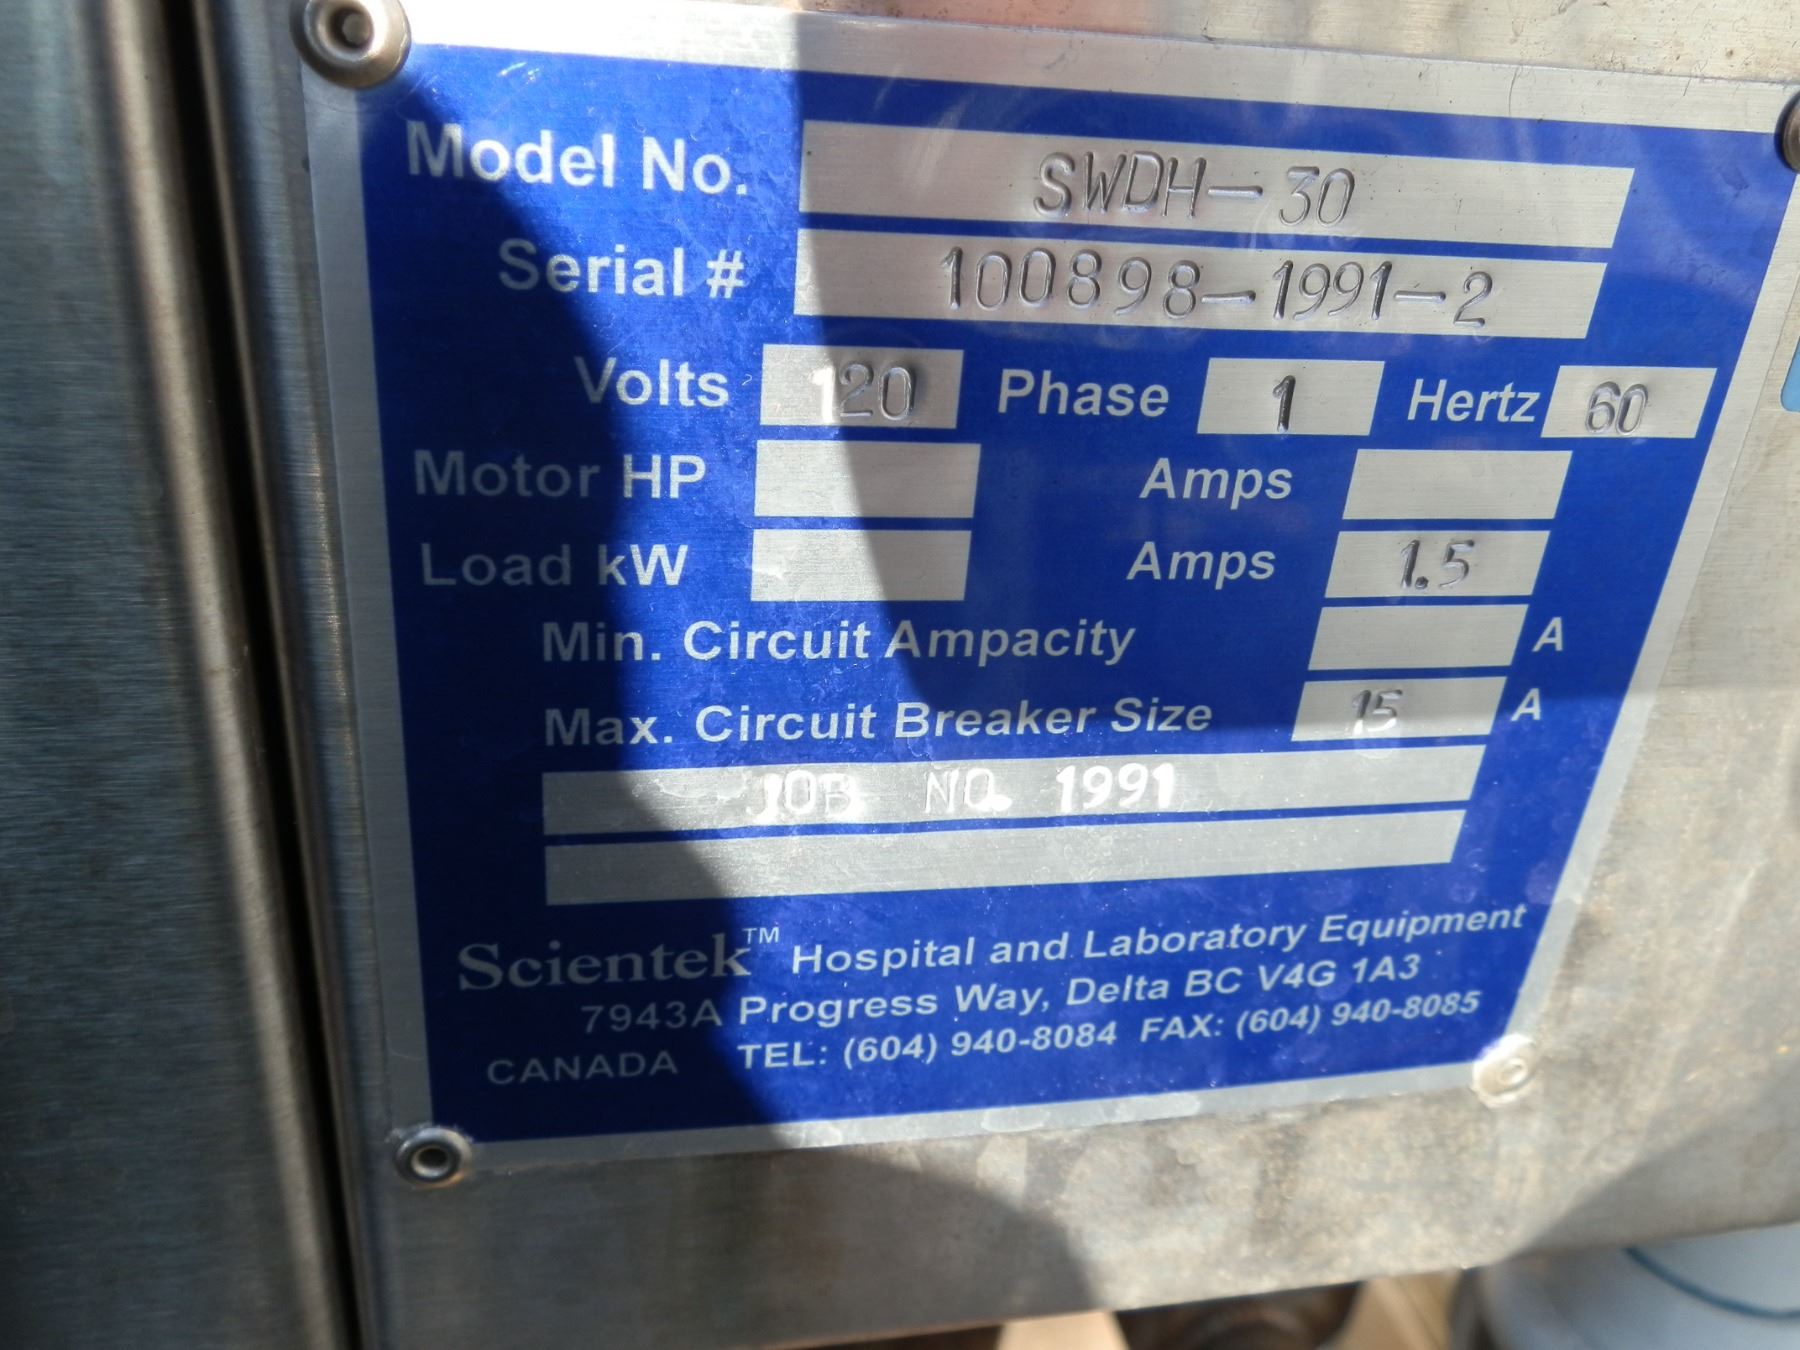 Model No. SWDH-30
Serial # 100898-1991-2
Volts 120 Phase 1 Hertz 60
Motor HP Amps
Load kW Amps 1.5
Min. Circuit Ampacity A
Max. Circuit Breaker Size 15 A
JOB NO. 1991
Scientek™ Hospital and Laboratory Equipment
7943A Progress Way, Delta BC V4G 1A3
CANADA TEL: (604) 940-8084 FAX: (604) 940-8085